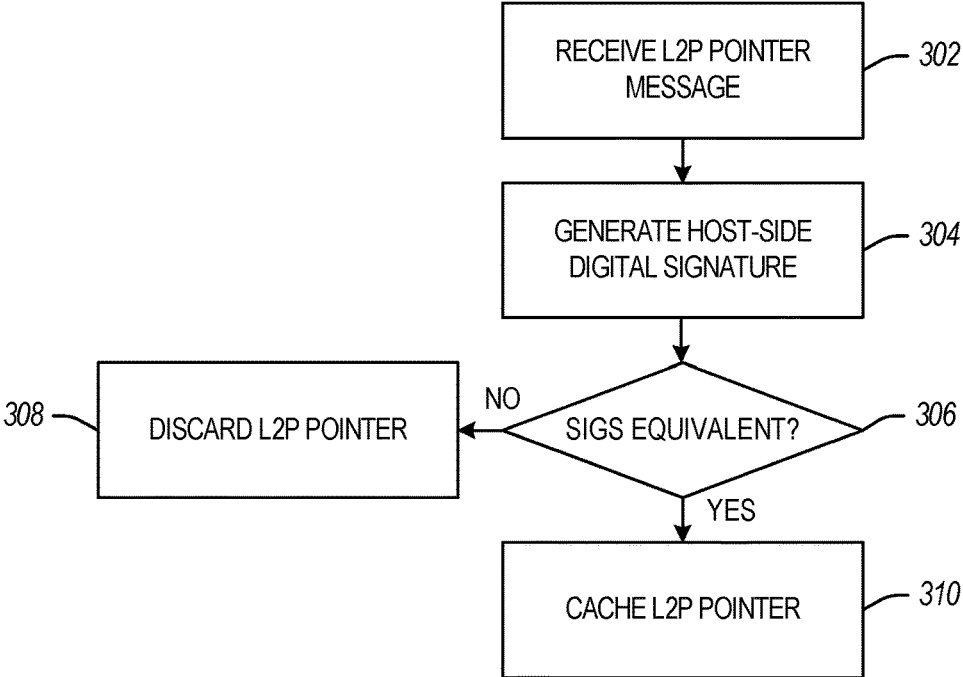 RECEIVE L2P POINTER
MESSAGE
302
GENERATE HOST-SIDE
DIGITAL SIGNATURE
304
308
DISCARD L2P POINTER
NO
SIGS EQUIVALENT?
306
YES
CACHE L2P POINTER
310